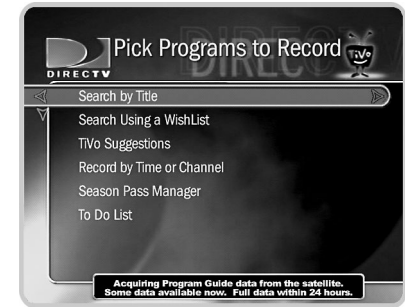 Pick Programs to Record
DIRECTV
TiVo
Search by Title
Search Using a WishList
TiVo Suggestions
Record by Time or Channel
Season Pass Manager
To Do List
Acquiring Program Guide data from the satellite.
Some data available now. Full data within 24 hours.